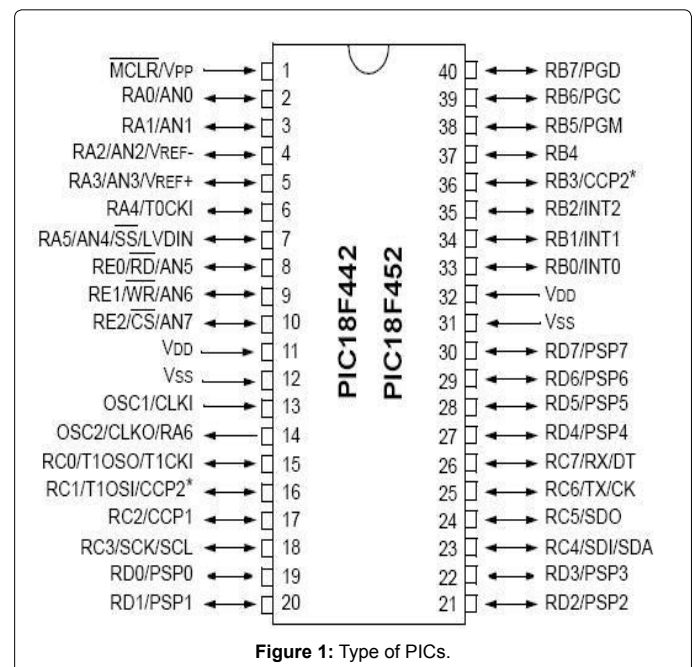 MCLR/VPP 1 40 RB7/PGD
RA0/AN0 2 39 RB6/PGC
RA1/AN1 3 38 RB5/PGM
RA2/AN2/VREF- 4 37 RB4
RA3/AN3/VREF+ 5 36 RB3/CCP2*
RA4/T0CKI 6 35 RB2/INT2
RA5/AN4/SS/LVDIN 7 34 RB1/INT1
RE0/RD/AN5 8 33 RB0/INT0
RE1/WR/AN6 9 32 VDD
RE2/CS/AN7 10 31 VSS
VDD 11 30 RD7/PSP7
VSS 12 29 RD6/PSP6
OSC1/CLKI 13 28 RD5/PSP5
OSC2/CLKO/RA6 14 27 RD4/PSP4
RC0/T1OSO/T1CKI 15 26 RC7/RX/DT
RC1/T1OSI/CCP2* 16 25 RC6/TX/CK
RC2/CCP1 17 24 RC5/SDO
RC3/SCK/SCL 18 23 RC4/SDI/SDA
RD0/PSP0 19 22 RD3/PSP3
RD1/PSP1 20 21 RD2/PSP2
PIC18F442
PIC18F452
Figure 1: Type of PICs.